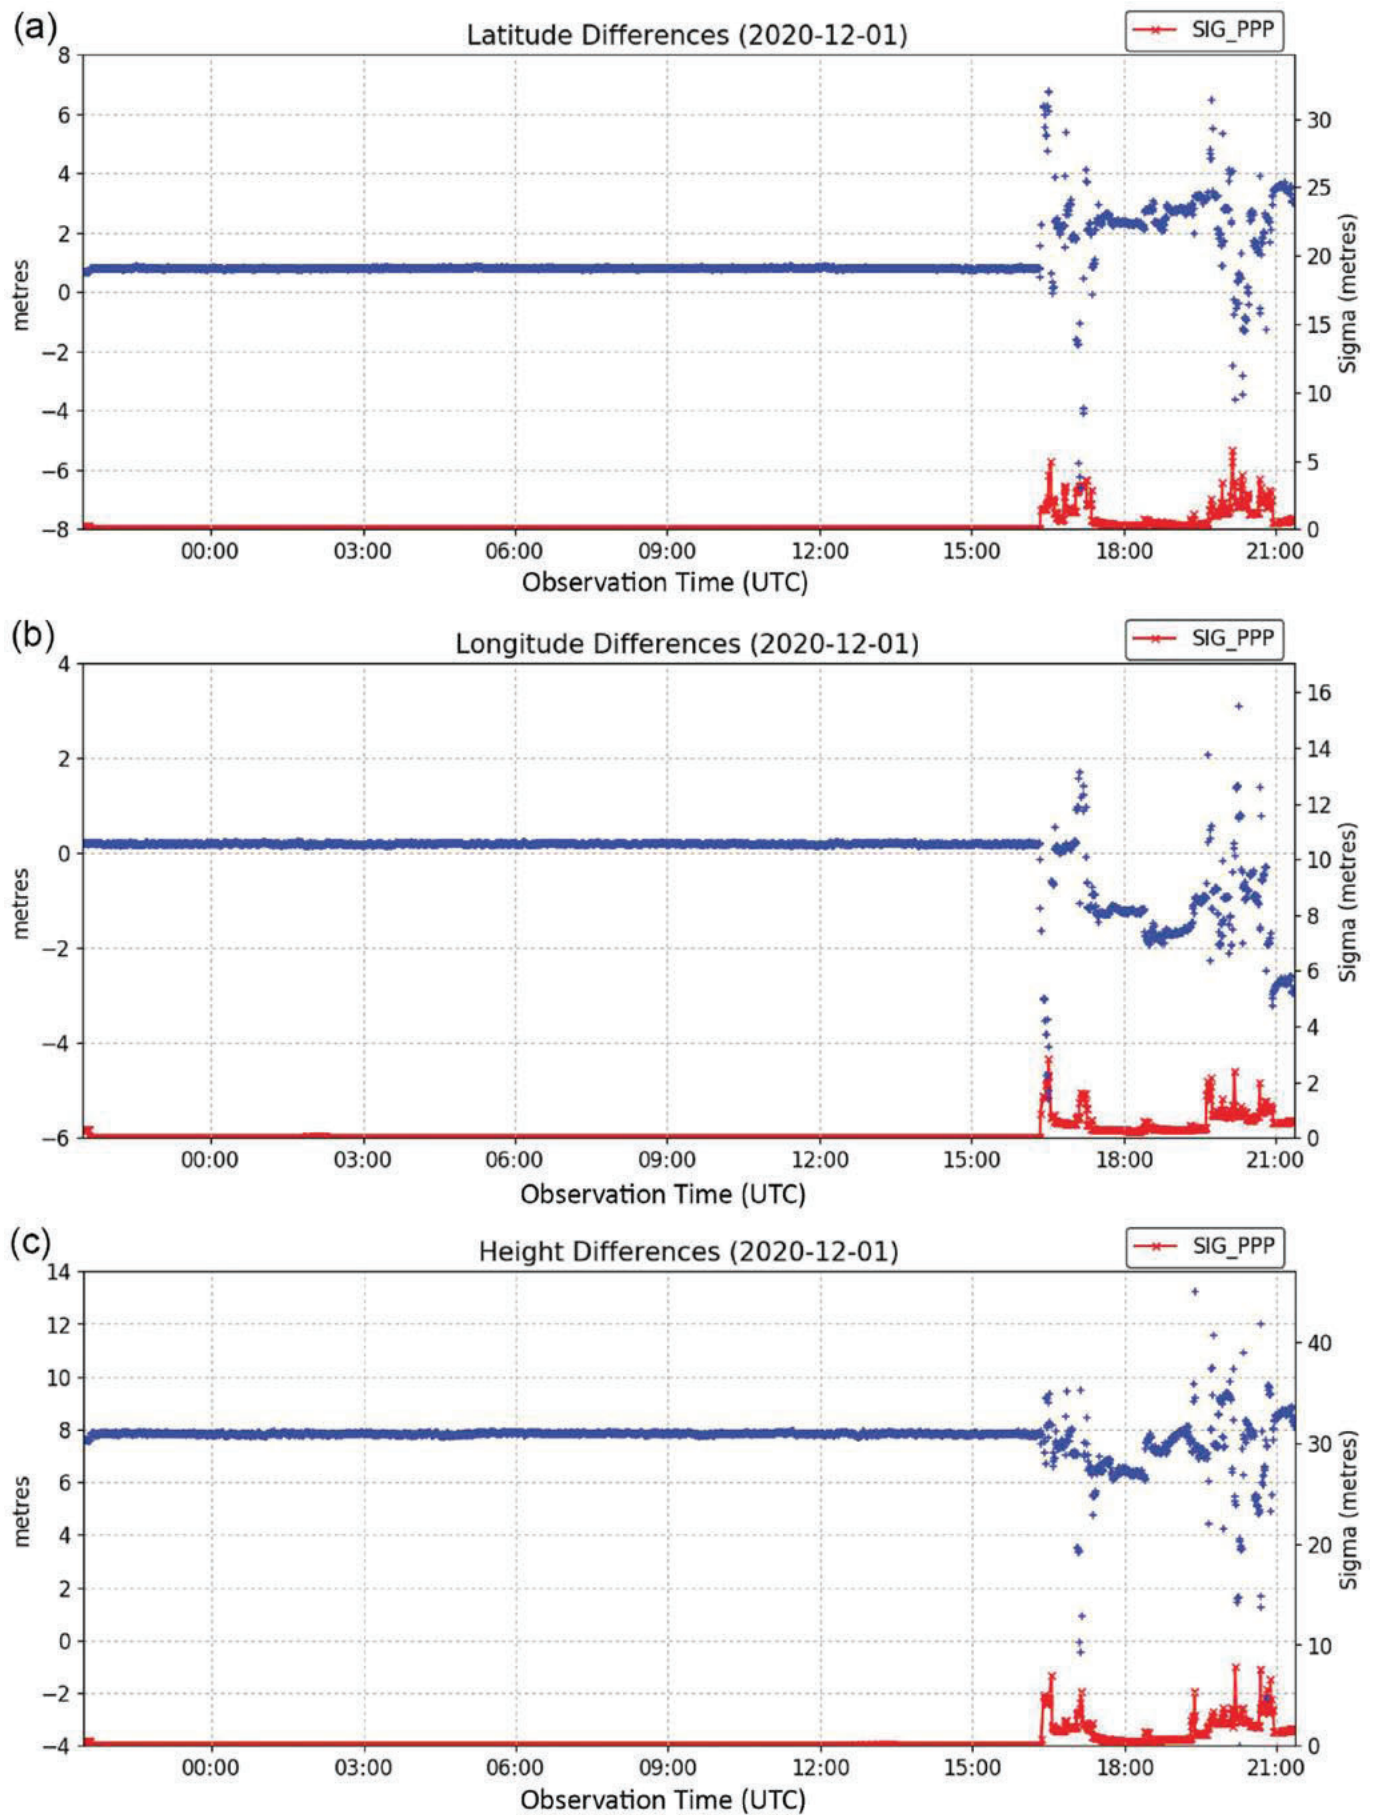 (a)
Latitude Differences (2020-12-01)
SIG_PPP
8
6
4
2
0
−2
−4
−6
−8
metres
30
25
20
15
10
5
0
Sigma (metres)
00:00 03:00 06:00 09:00 12:00 15:00 18:00 21:00
Observation Time (UTC)
(b)
Longitude Differences (2020-12-01)
SIG_PPP
4
2
0
−2
−4
−6
metres
16
14
12
10
8
6
4
2
0
Sigma (metres)
00:00 03:00 06:00 09:00 12:00 15:00 18:00 21:00
Observation Time (UTC)
(c)
Height Differences (2020-12-01)
SIG_PPP
14
12
10
8
6
4
2
0
−2
−4
metres
40
30
20
10
0
Sigma (metres)
00:00 03:00 06:00 09:00 12:00 15:00 18:00 21:00
Observation Time (UTC)